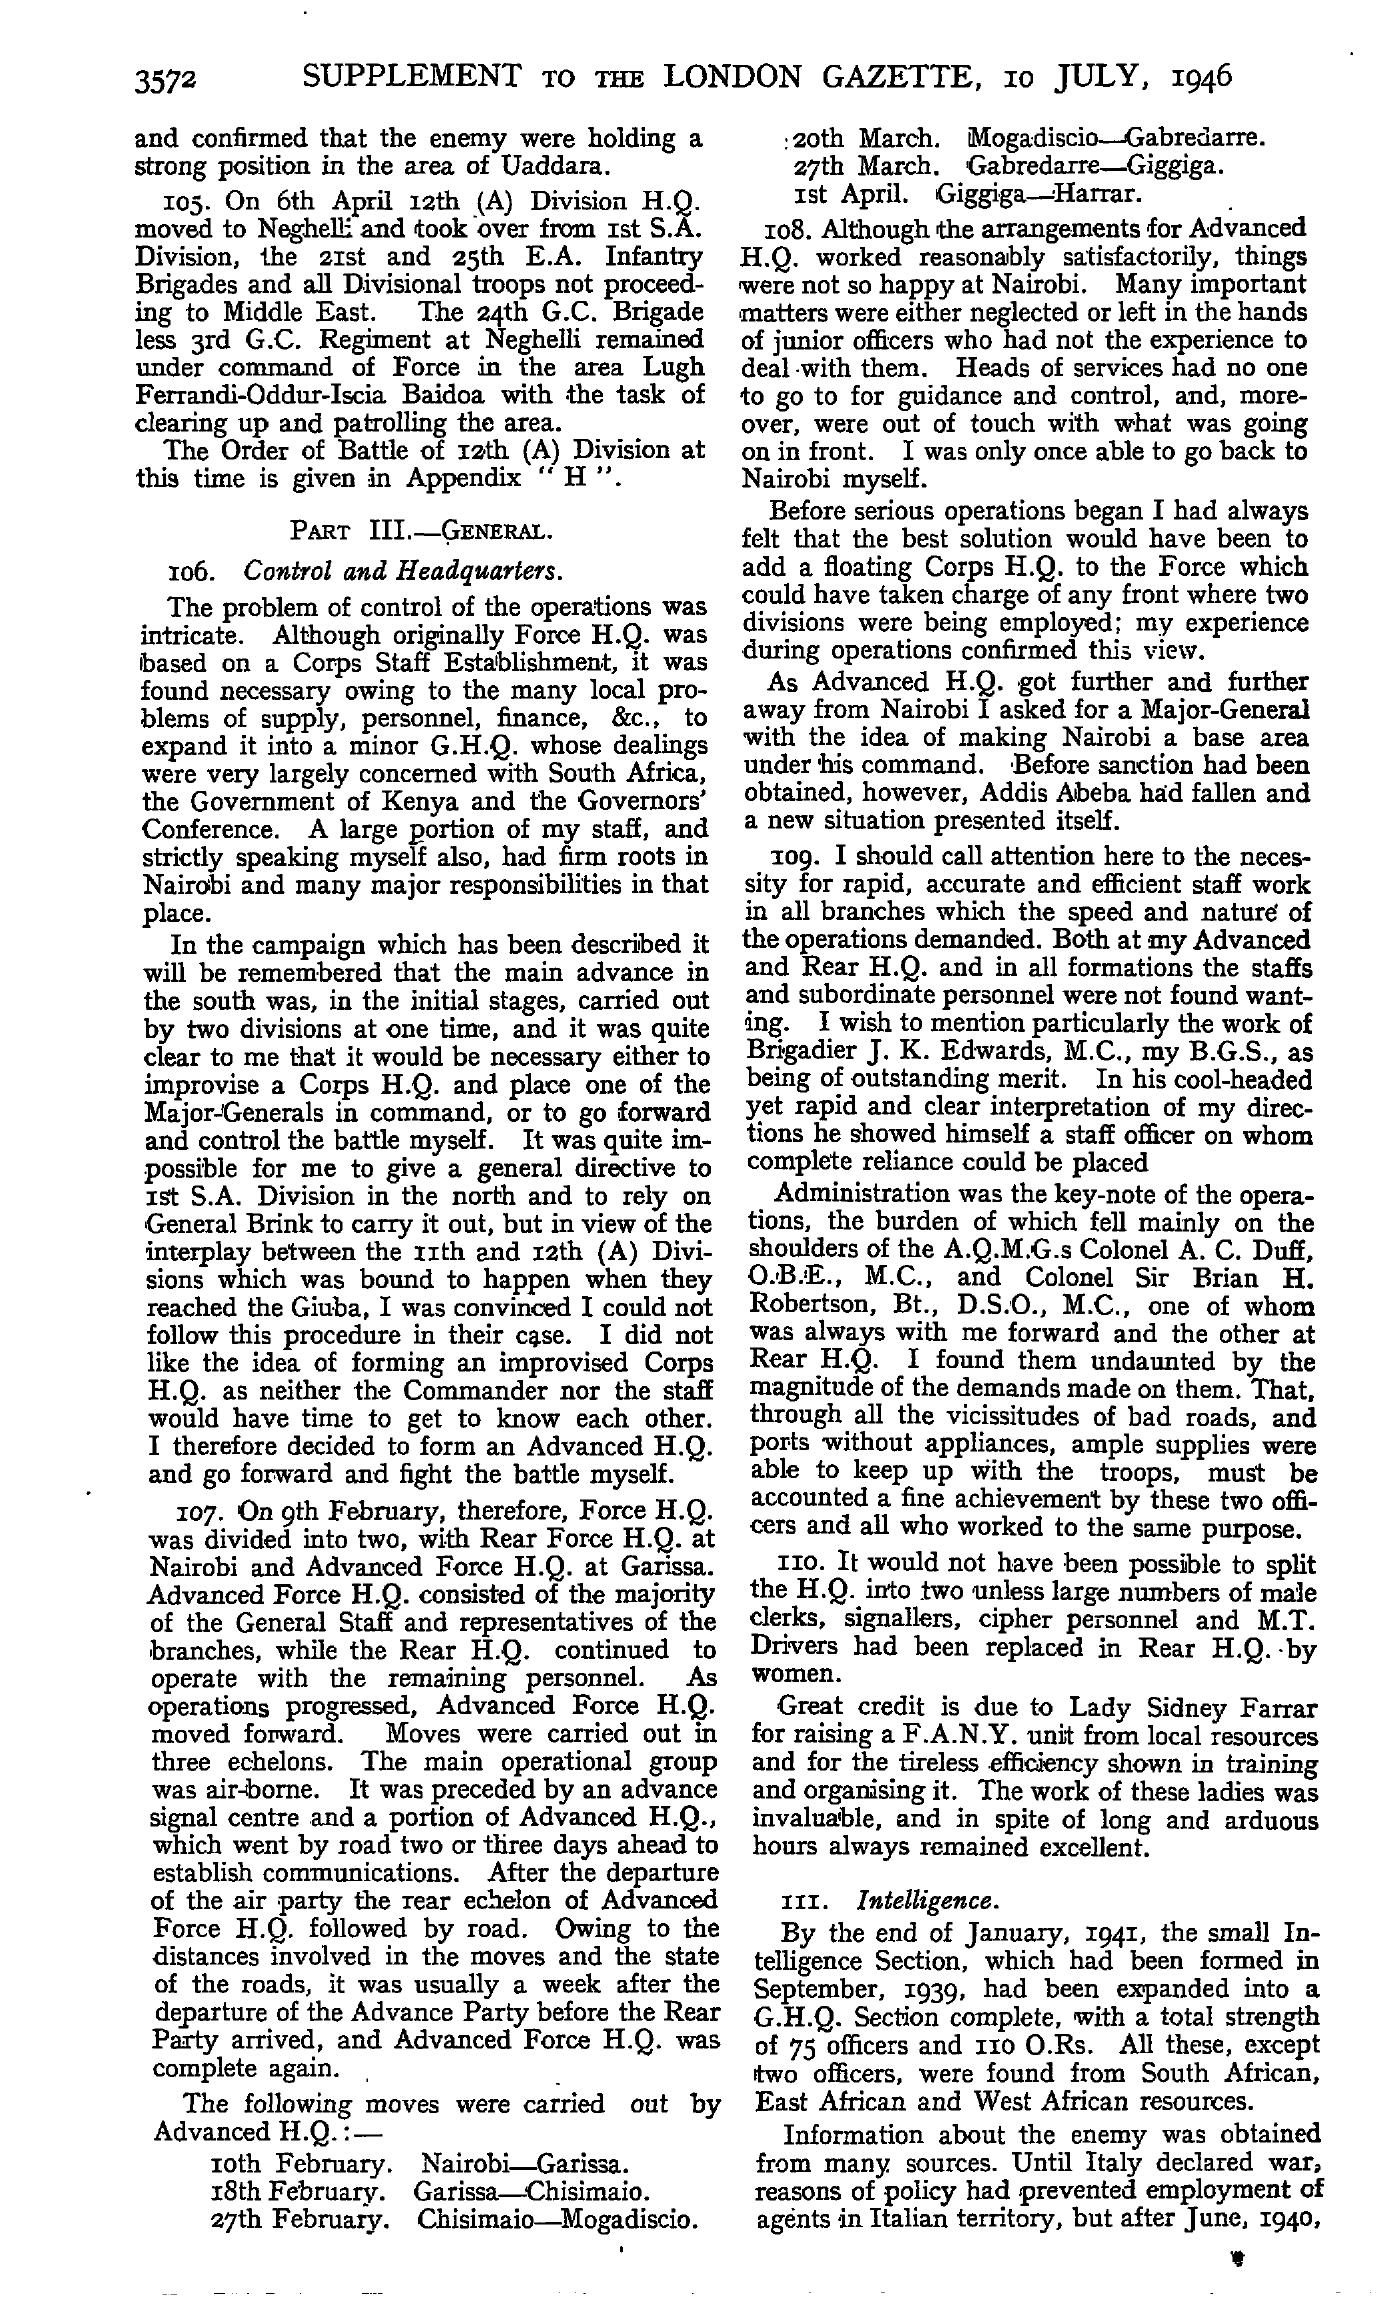 3572 SUPPLEMENT TO THE LONDON GAZETTE, 10 JULY, 1946
and confirmed that the enemy were holding a
strong position in the area of Uaddara.
105. On 6th April 12th (A) Division H.Q.
moved to Neghelli and took over from 1st S.A.
Division, the 21st and 25th E.A. Infantry
Brigades and all Divisional troops not proceed-
ing to Middle East. The 24th G.C. Brigade
less 3rd G.C. Regiment at Neghelli remained
under command of Force in the area Lugh
Ferrandi-Oddur-Iscia Baidoa with the task of
clearing up and patrolling the area.
The Order of Battle of 12th (A) Division at
this time is given in Appendix " H ".
PART III.—GENERAL.
106. Control and Headquarters.
The problem of control of the operations was
intricate. Although originally Force H.Q. was
based on a Corps Staff Establishment, it was
found necessary owing to the many local pro-
blems of supply, personnel, finance, &c., to
expand it into a minor G.H.Q. whose dealings
were very largely concerned with South Africa,
the Government of Kenya and the Governors'
Conference. A large portion of my staff, and
strictly speaking myself also, had firm roots in
Nairobi and many major responsibilities in that
place.
In the campaign which has been described it
will be remembered that the main advance in
the south was, in the initial stages, carried out
by two divisions at one time, and it was quite
clear to me that it would be necessary either to
improvise a Corps H.Q. and place one of the
Major-Generals in command, or to go forward
and control the battle myself. It was quite im-
possible for me to give a general directive to
1st S.A. Division in the north and to rely on
General Brink to carry it out, but in view of the
interplay between the 11th and 12th (A) Divi-
sions which was bound to happen when they
reached the Giuba, I was convinced I could not
follow this procedure in their case. I did not
like the idea of forming an improvised Corps
H.Q. as neither the Commander nor the staff
would have time to get to know each other.
I therefore decided to form an Advanced H.Q.
and go forward and fight the battle myself.
107. On 9th February, therefore, Force H.Q.
was divided into two, with Rear Force H.Q. at
Nairobi and Advanced Force H.Q. at Garissa.
Advanced Force H.Q. consisted of the majority
of the General Staff and representatives of the
branches, while the Rear H.Q. continued to
operate with the remaining personnel. As
operations progressed, Advanced Force H.Q.
moved forward. Moves were carried out in
three echelons. The main operational group
was air-borne. It was preceded by an advance
signal centre and a portion of Advanced H.Q.,
which went by road two or three days ahead to
establish communications. After the departure
of the air party the rear echelon of Advanced
Force H.Q. followed by road. Owing to the
distances involved in the moves and the state
of the roads, it was usually a week after the
departure of the Advance Party before the Rear
Party arrived, and Advanced Force H.Q. was
complete again.
The following moves were carried out by
Advanced H.Q. :—
10th February. Nairobi—Garissa.
18th February. Garissa—Chisimaio.
27th February. Chisimaio—Mogadiscio.
20th March. Mogadiscio—Gabredarre.
27th March. Gabredarre—Giggiga.
1st April. Giggiga—Harrar.
108. Although the arrangements for Advanced
H.Q. worked reasonably satisfactorily, things
were not so happy at Nairobi. Many important
matters were either neglected or left in the hands
of junior officers who had not the experience to
deal with them. Heads of services had no one
to go to for guidance and control, and, more-
over, were out of touch with what was going
on in front. I was only once able to go back to
Nairobi myself.
Before serious operations began I had always
felt that the best solution would have been to
add a floating Corps H.Q. to the Force which
could have taken charge of any front where two
divisions were being employed; my experience
during operations confirmed this view.
As Advanced H.Q. got further and further
away from Nairobi I asked for a Major-General
with the idea of making Nairobi a base area
under his command. Before sanction had been
obtained, however, Addis Abeba had fallen and
a new situation presented itself.
109. I should call attention here to the neces-
sity for rapid, accurate and efficient staff work
in all branches which the speed and nature of
the operations demanded. Both at my Advanced
and Rear H.Q. and in all formations the staffs
and subordinate personnel were not found want-
ing. I wish to mention particularly the work of
Brigadier J. K. Edwards, M.C., my B.G.S., as
being of outstanding merit. In his cool-headed
yet rapid and clear interpretation of my direc-
tions he showed himself a staff officer on whom
complete reliance could be placed
Administration was the key-note of the opera-
tions, the burden of which fell mainly on the
shoulders of the A.Q.M.G.s Colonel A. C. Duff,
O.B.E., M.C., and Colonel Sir Brian H.
Robertson, Bt., D.S.O., M.C., one of whom
was always with me forward and the other at
Rear H.Q. I found them undaunted by the
magnitude of the demands made on them. That,
through all the vicissitudes of bad roads, and
ports without appliances, ample supplies were
able to keep up with the troops, must be
accounted a fine achievement by these two offi-
cers and all who worked to the same purpose.
110. It would not have been possible to split
the H.Q. into two unless large numbers of male
clerks, signallers, cipher personnel and M.T.
Drivers had been replaced in Rear H.Q. by
women.
Great credit is due to Lady Sidney Farrar
for raising a F.A.N.Y. unit from local resources
and for the tireless efficiency shown in training
and organising it. The work of these ladies was
invaluable, and in spite of long and arduous
hours always remained excellent.
111. Intelligence.
By the end of January, 1941, the small In-
telligence Section, which had been formed in
September, 1939, had been expanded into a
G.H.Q. Section complete, with a total strength
of 75 officers and 110 O.Rs. All these, except
two officers, were found from South African,
East African and West African resources.
Information about the enemy was obtained
from many sources. Until Italy declared war,
reasons of policy had prevented employment of
agents in Italian territory, but after June, 1940,